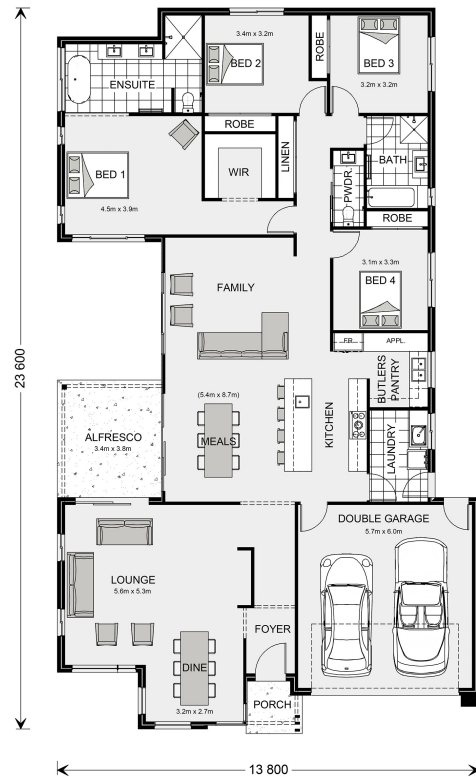 3.4m x 3.2m
BED 2
ROBE
BED 3
3.2m x 3.2m
ENSUITE
ROBE
WIR
LINEN
BED 1
4.5m x 3.9m
PWDR.
BATH
ROBE
3.1m x 3.3m
BED 4
FAMILY
FR.
APPL.
BUTLERS
PANTRY
(5.4m x 8.7m)
MEALS
KITCHEN
LAUNDRY
ALFRESCO
3.4m x 3.8m
DOUBLE GARAGE
5.7m x 6.0m
LOUNGE
5.6m x 5.3m
FOYER
DINE
3.2m x 2.7m
PORCH
23 600
13 800